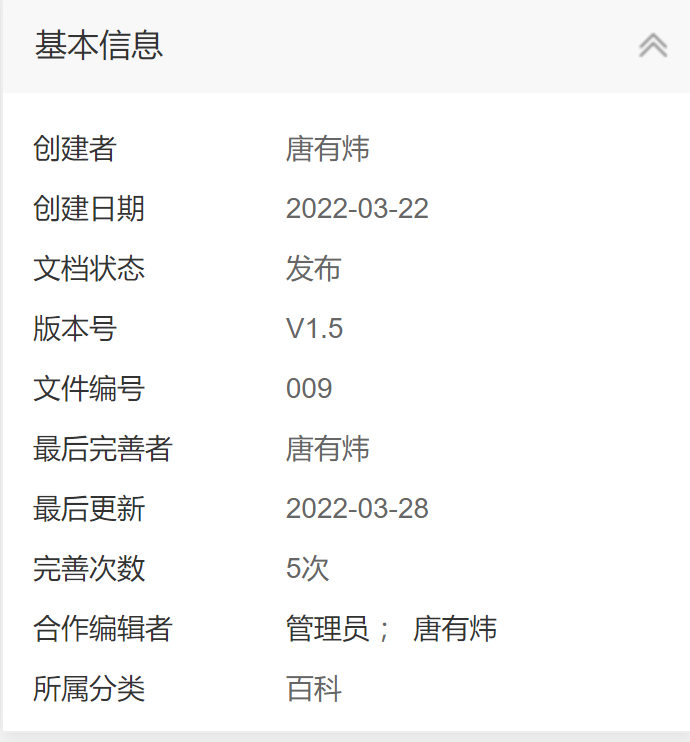 基本信息
创建者 唐有炜
创建日期 2022-03-22
文档状态 发布
版本号 V1.5
文件编号 009
最后完善者 唐有炜
最后更新 2022-03-28
完善次数 5次
合作编辑者 管理员； 唐有炜
所属分类 百科